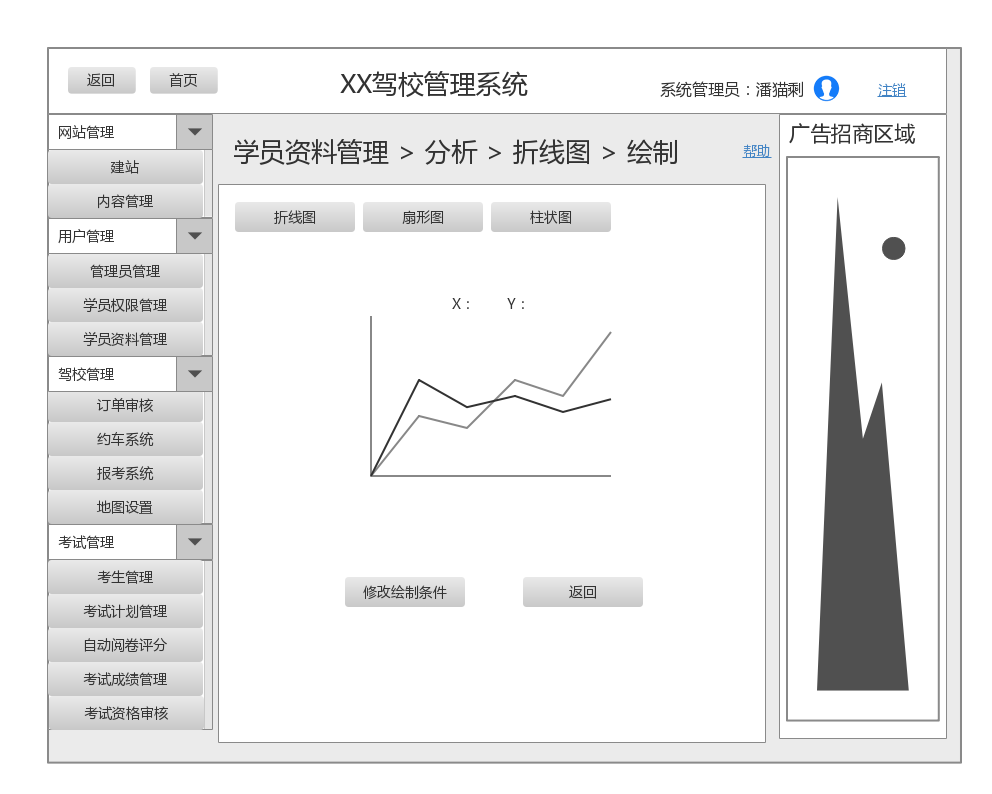 返回
首页
XX驾校管理系统
系统管理员：潘猫剩
注销
网站管理
建站
内容管理
用户管理
管理员管理
学员权限管理
学员资料管理
驾校管理
订单审核
约车系统
报考系统
地图设置
考试管理
考生管理
考试计划管理
自动阅卷评分
考试成绩管理
考试资格审核
学员资料管理 > 分析 > 折线图 > 绘制
帮助
折线图
扇形图
柱状图
X： Y：
修改绘制条件
返回
广告招商区域